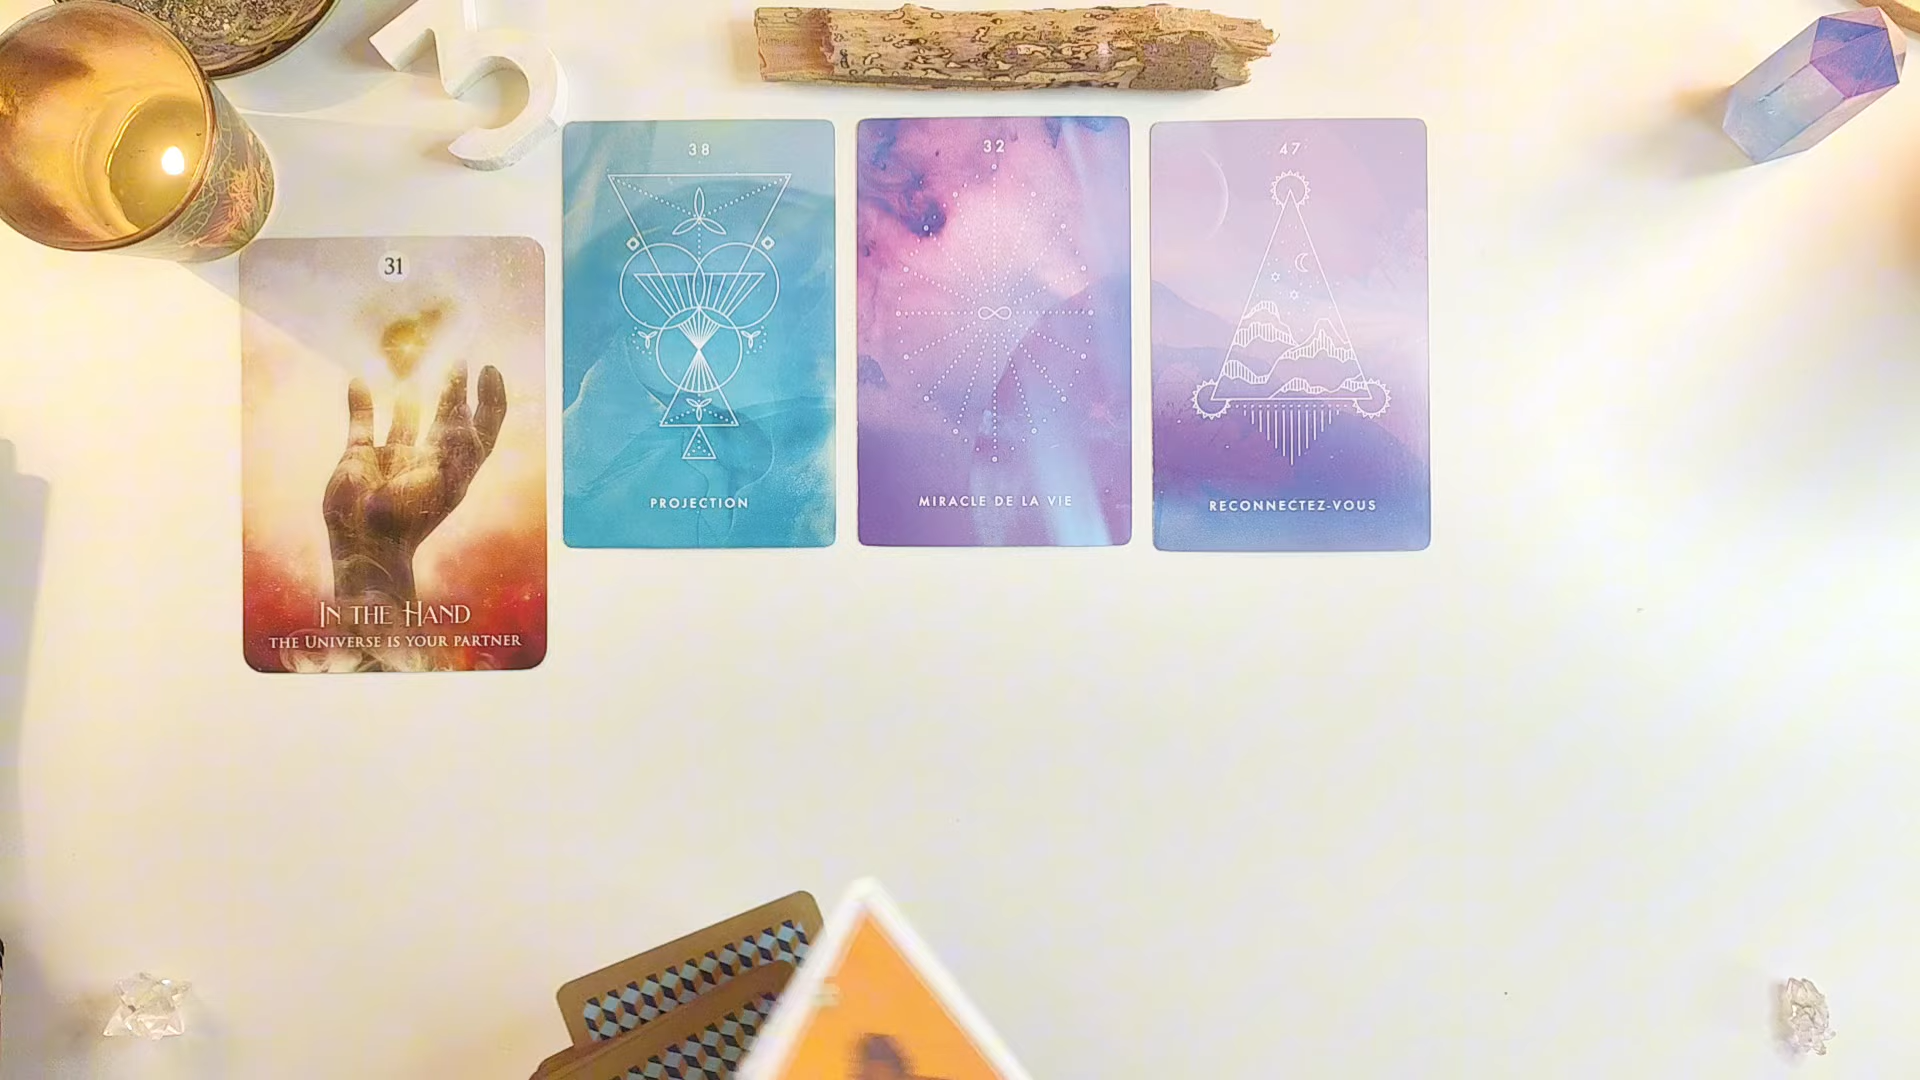 5
31
IN THE HAND
THE UNIVERSE IS YOUR PARTNER
38
PROJECTION
32
MIRACLE DE LA VIE
47
RECONNECTEZ-VOUS